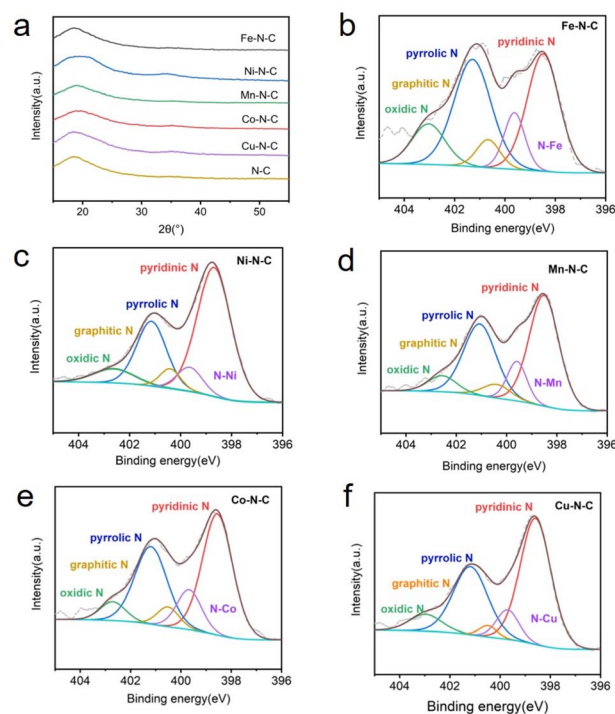 a
Intensity(a.u.)
Fe-N-C
Ni-N-C
Mn-N-C
Co-N-C
Cu-N-C
N-C
20 30 40 50
2θ(°)
b
Fe-N-C
Intensity(a.u.)
pyridinic N
pyrrolic N
graphitic N
oxidic N
N-Fe
404 402 400 398 396
Binding energy(eV)
c
Ni-N-C
Intensity(a.u.)
pyridinic N
pyrrolic N
graphitic N
oxidic N
N-Ni
404 402 400 398 396
Binding energy(eV)
d
Mn-N-C
Intensity(a.u.)
pyridinic N
pyrrolic N
graphitic N
oxidic N
N-Mn
404 402 400 398 396
Binding energy(eV)
e
Co-N-C
Intensity(a.u.)
pyridinic N
pyrrolic N
graphitic N
oxidic N
N-Co
404 402 400 398 396
Binding energy(eV)
f
Cu-N-C
Intensity(a.u.)
pyridinic N
pyrrolic N
graphitic N
oxidic N
N-Cu
404 402 400 398 396
Binding energy(eV)